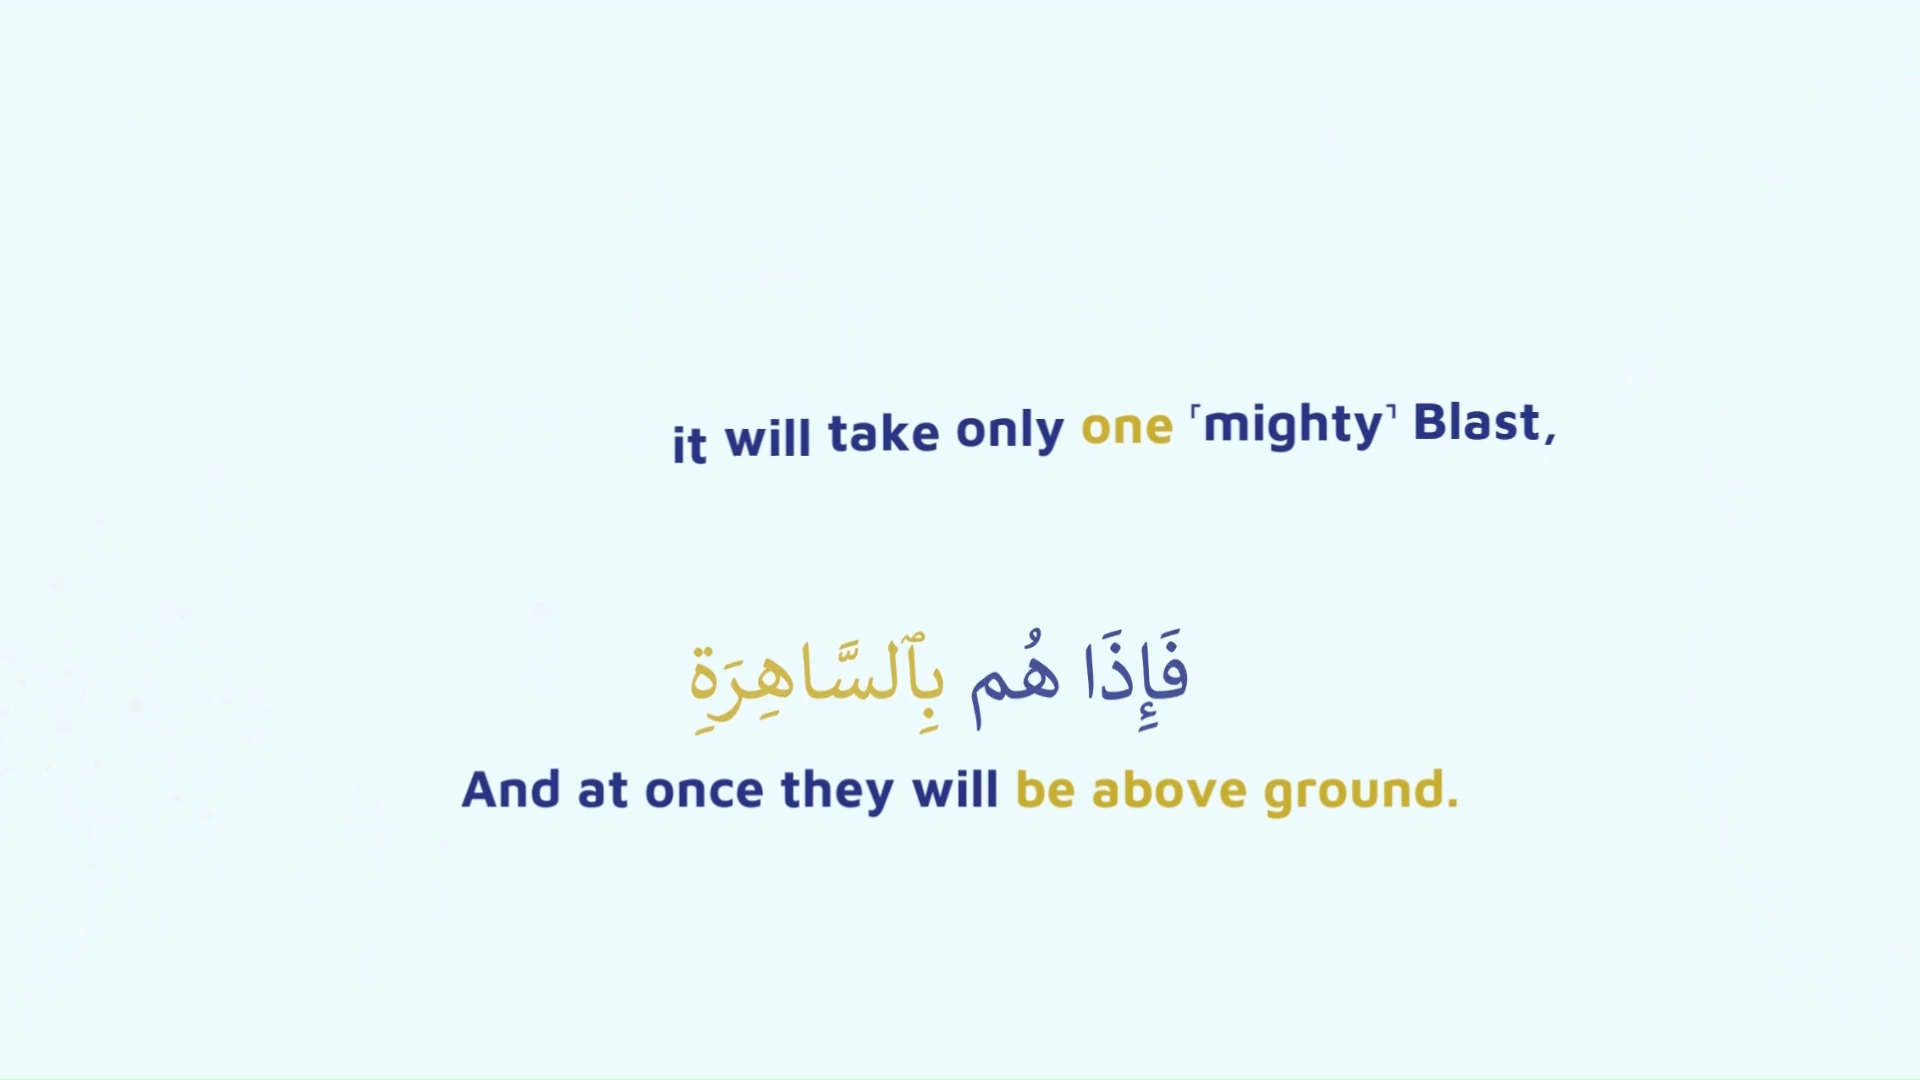 it will take only one ⸢mighty⸣ Blast,
فَإِذَا هُم بِٱلسَّاهِرَةِ
And at once they will be above ground.